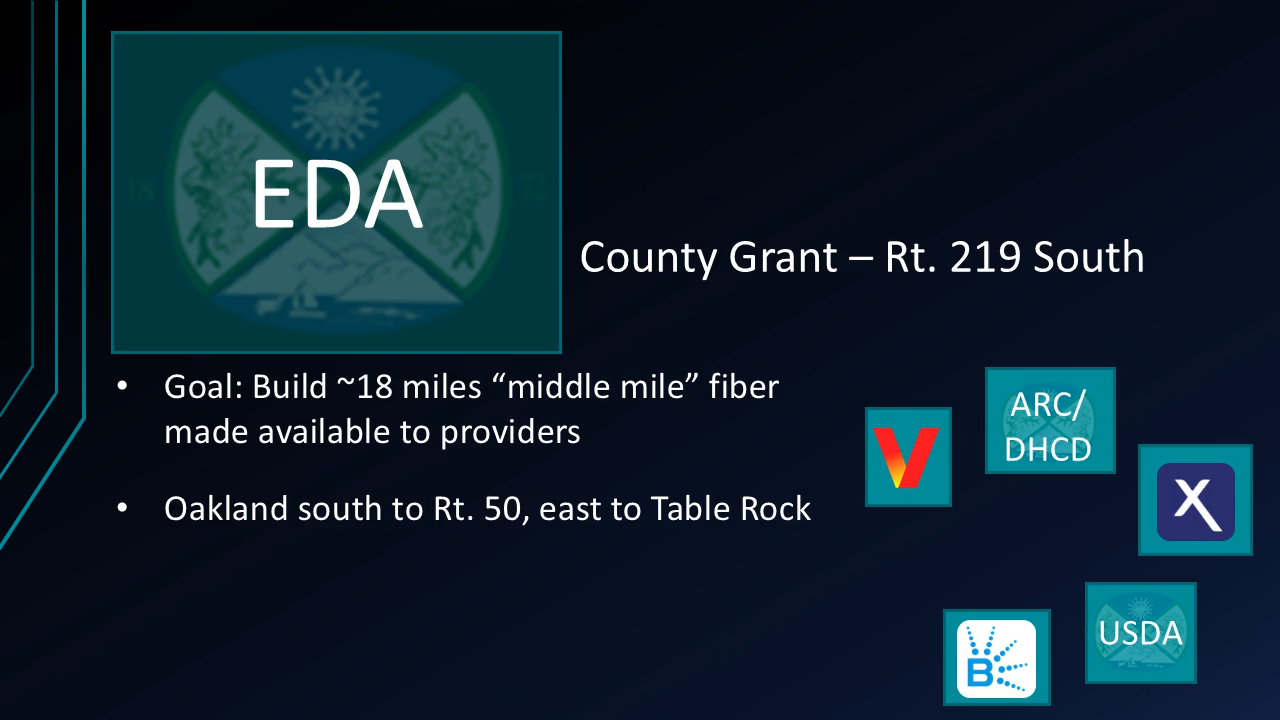 EDA
County Grant – Rt. 219 South
• Goal: Build ~18 miles “middle mile” fiber
made available to providers
• Oakland south to Rt. 50, east to Table Rock
ARC/
DHCD
V
X
USDA
B
18